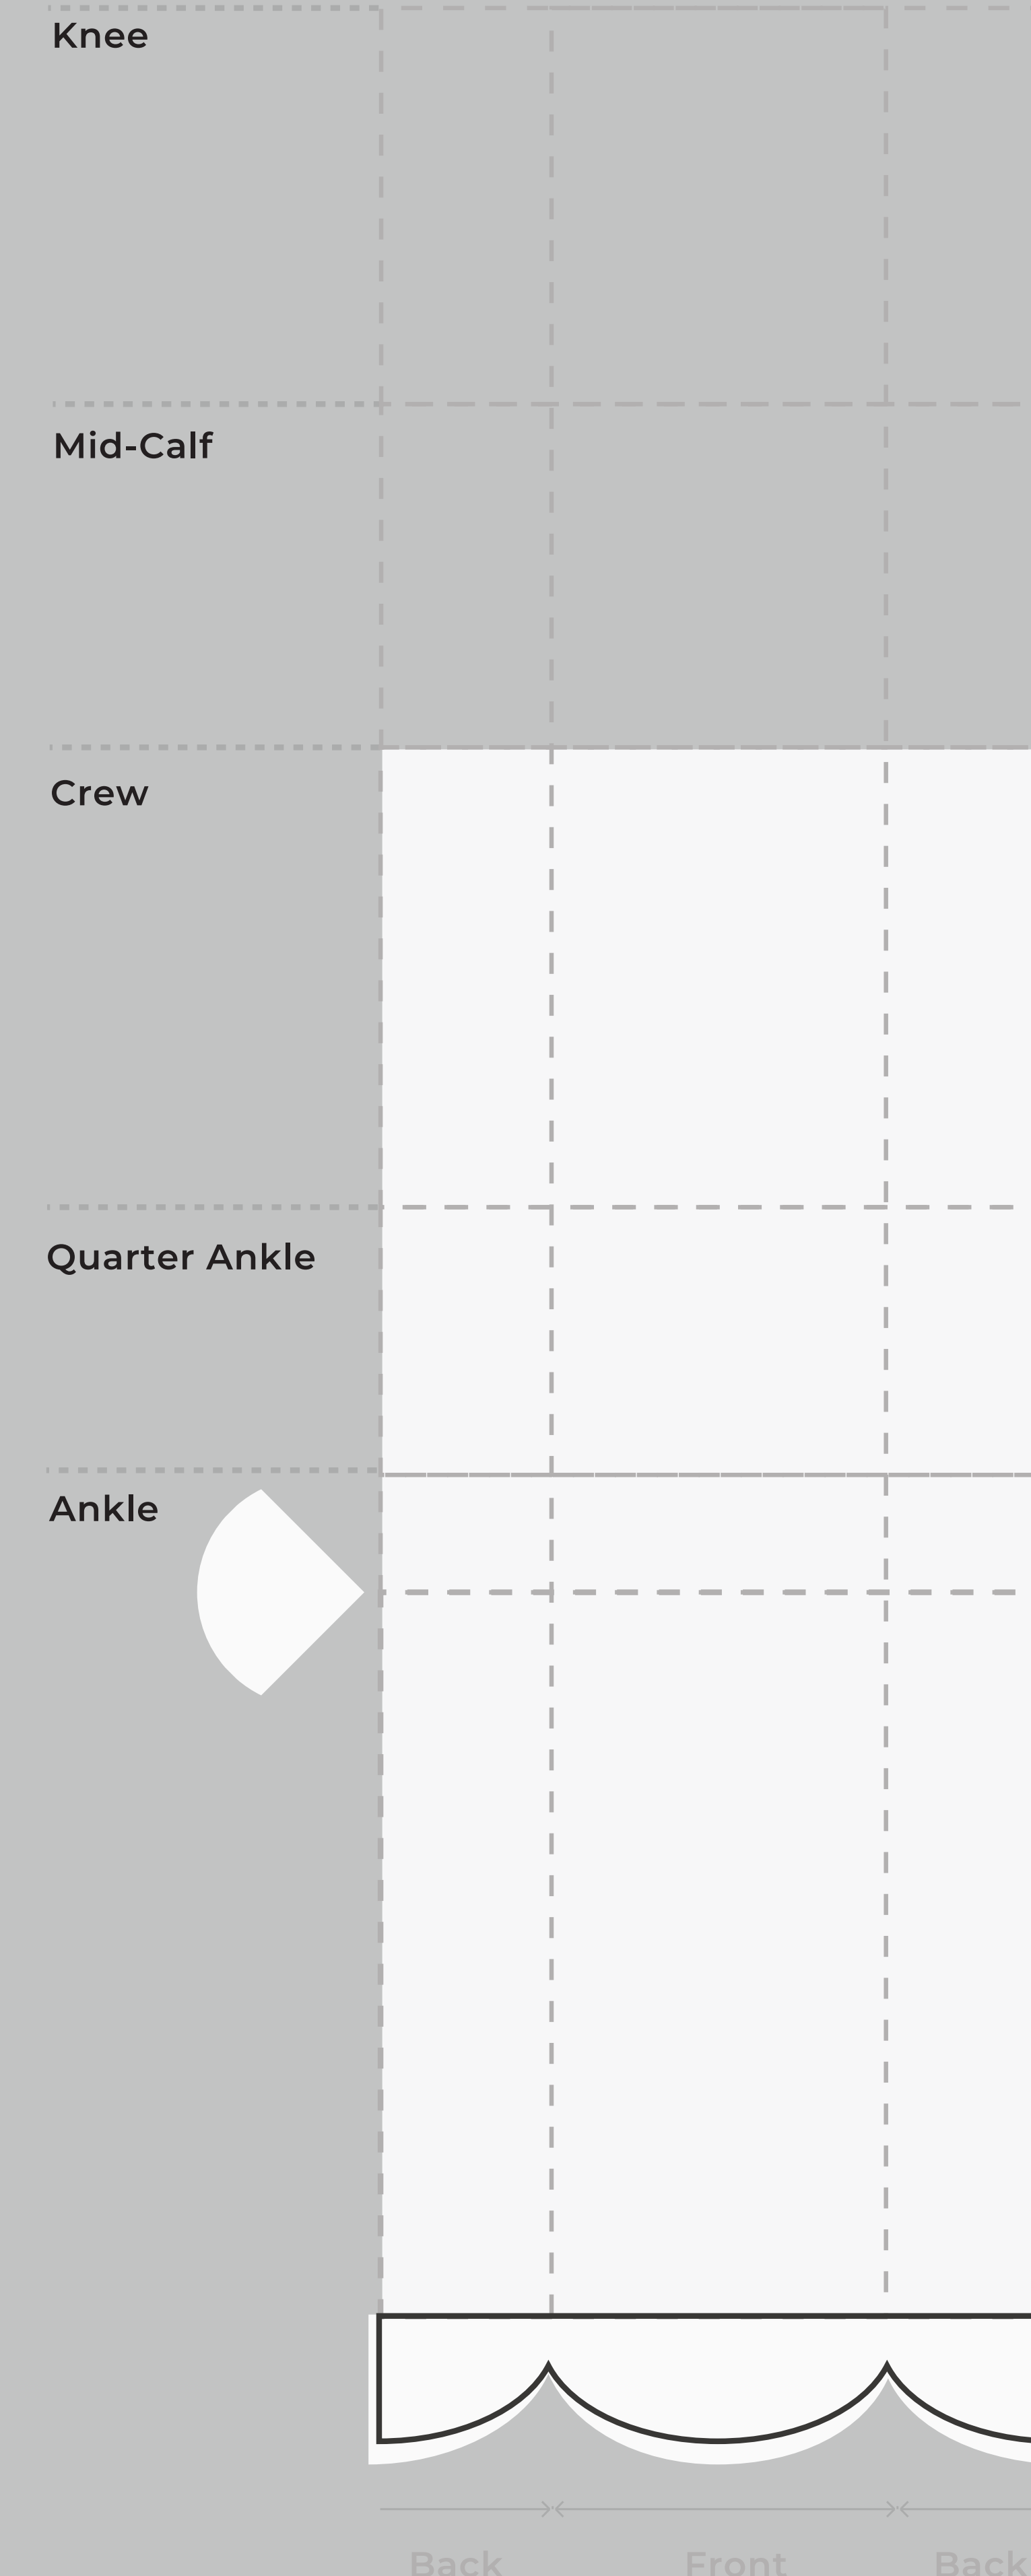 Knee
Mid-Calf
Crew
Quarter Ankle
Ankle
Back
Front
Back